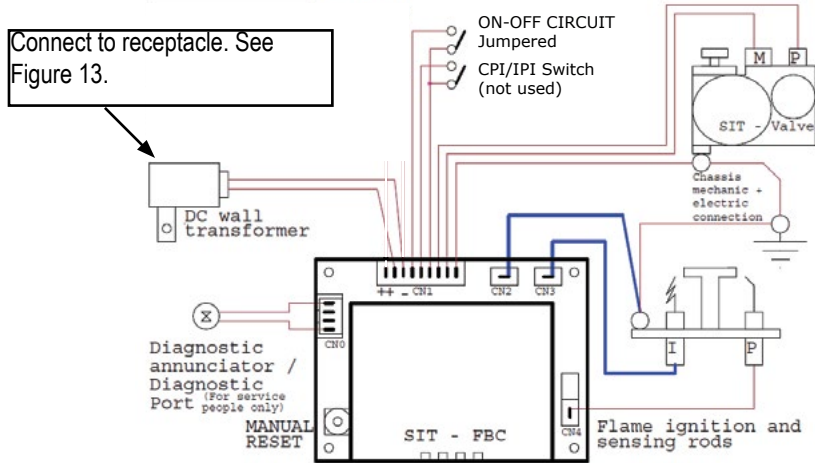 Connect to receptacle. See
Figure 13.
ON-OFF CIRCUIT
Jumpered
CPI/IPI Switch
(not used)
M
P
SIT - Valve
Chassis
mechanic +
electric
connection
DC wall
transformer
++ - CN1
CN2
CN3
CN0
Diagnostic
annunciator /
Diagnostic
Port (For service
people only)
MANUAL
RESET
SIT - FBC
CN4
I
P
Flame ignition and
sensing rods